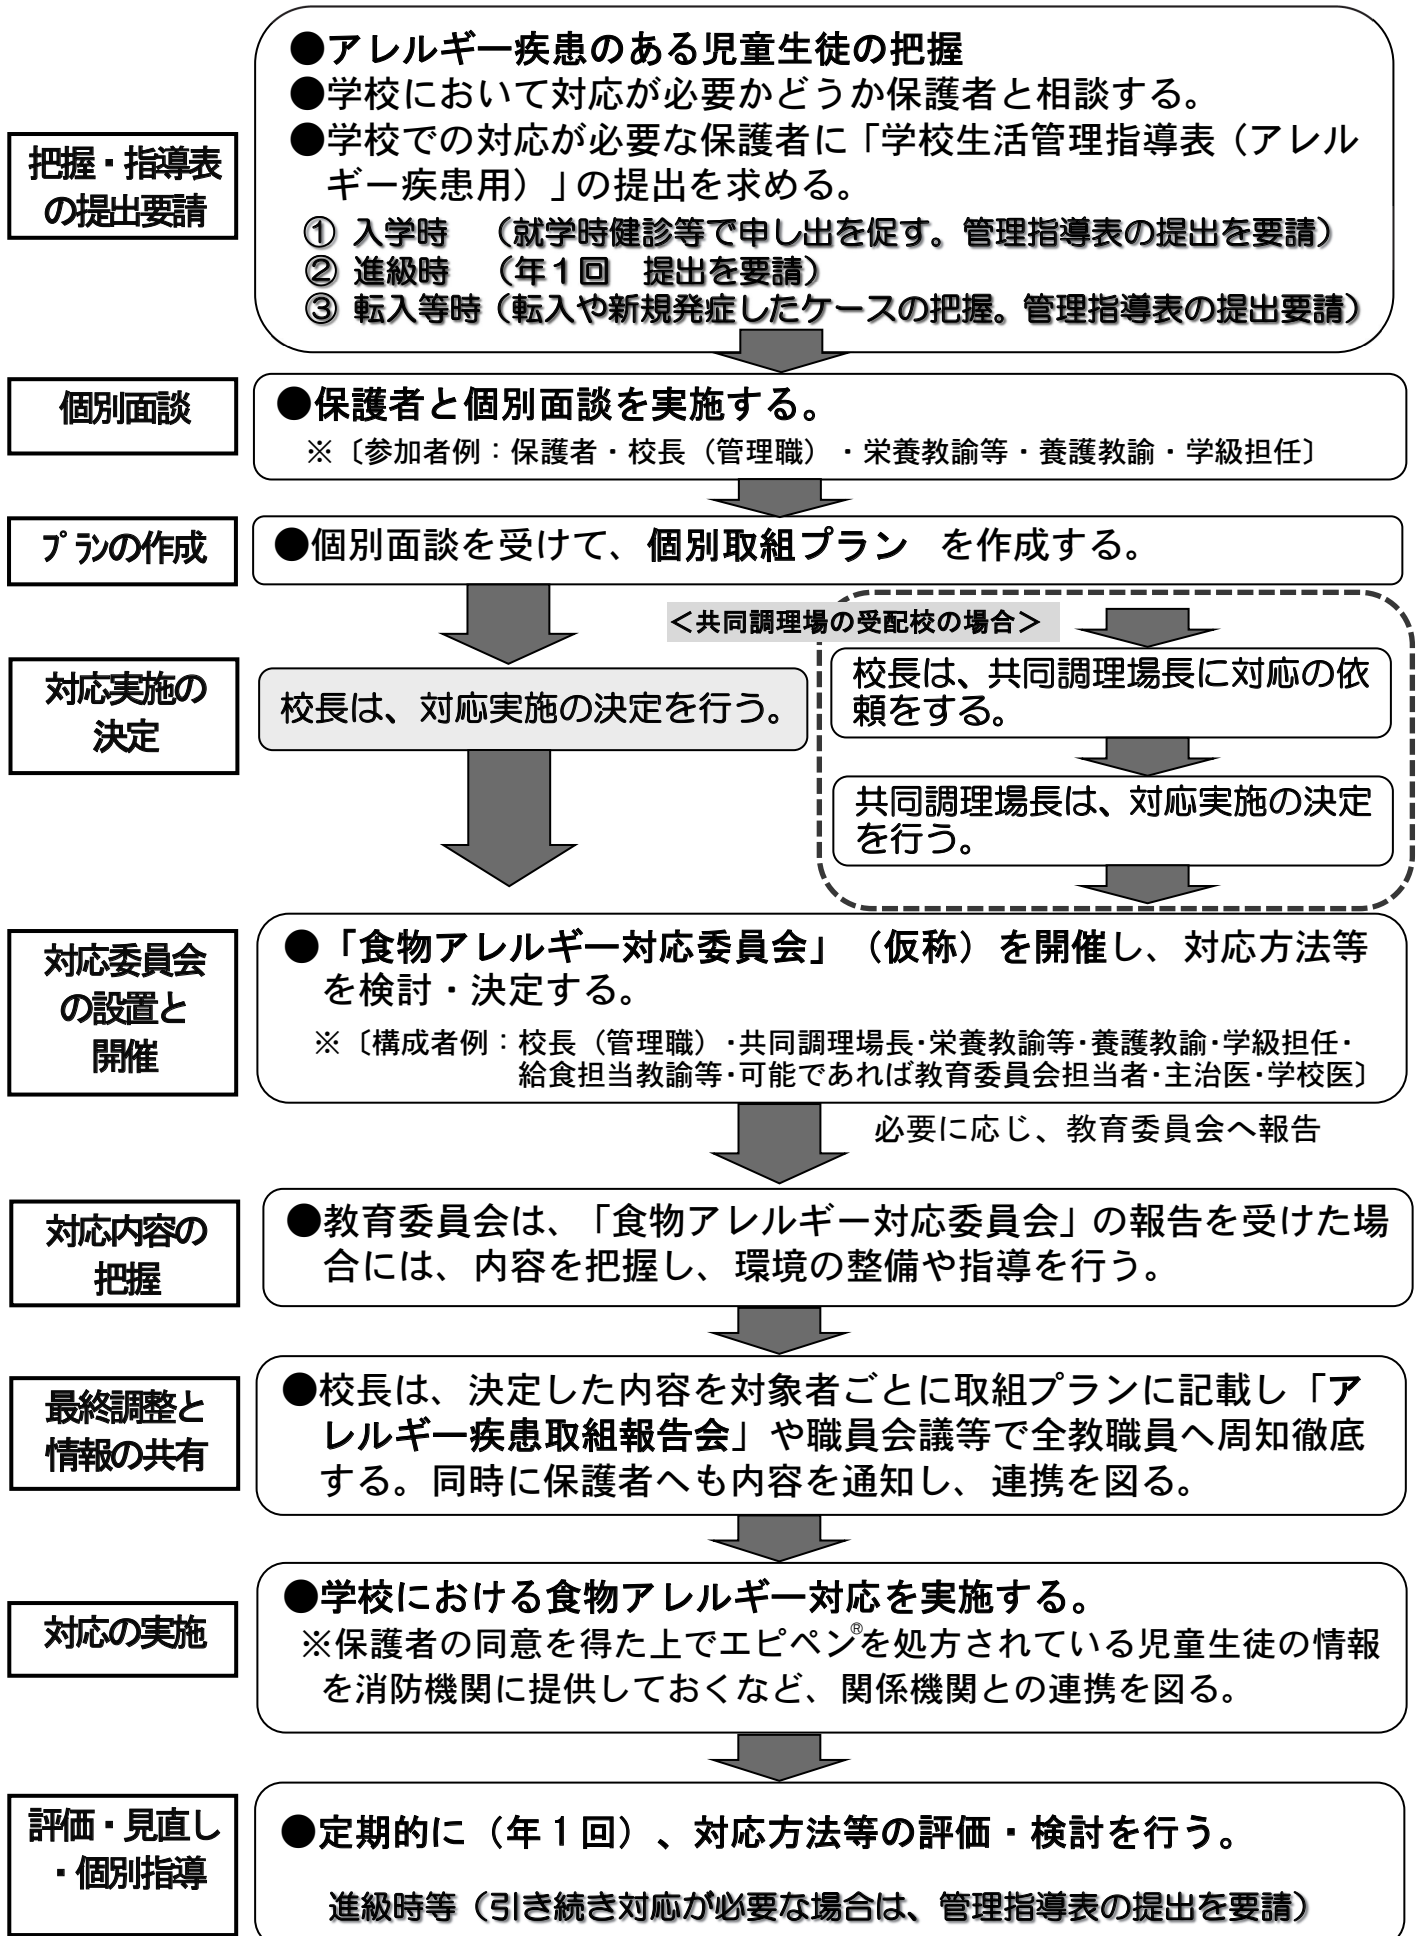 ●アレルギー疾患のある児童生徒の把握
●学校において対応が必要かどうか保護者と相談する。
●学校での対応が必要な保護者に「学校生活管理指導表（アレル
ギー疾患用）」の提出を求める。
① 入学時　（就学時健診等で申し出を促す。管理指導表の提出を要請）
② 進級時　（年１回　提出を要請）
③ 転入等時（転入や新規発症したケースの把握。管理指導表の提出要請）
把握・指導表
の提出要請
個別面談
●保護者と個別面談を実施する。
※〔参加者例：保護者・校長（管理職）・栄養教諭等・養護教諭・学級担任〕
プランの作成
●個別面談を受けて、個別取組プラン　を作成する。
＜共同調理場の受配校の場合＞
対応実施の
決定
校長は、対応実施の決定を行う。
校長は、共同調理場長に対応の依
頼をする。
共同調理場長は、対応実施の決定
を行う。
対応委員会
の設置と
開催
●「食物アレルギー対応委員会」（仮称）を開催し、対応方法等
を検討・決定する。
※〔構成者例：校長（管理職）・共同調理場長・栄養教諭等・養護教諭・学級担任・
給食担当教諭等・可能であれば教育委員会担当者・主治医・学校医〕
必要に応じ、教育委員会へ報告
対応内容の
把握
●教育委員会は、「食物アレルギー対応委員会」の報告を受けた場
合には、内容を把握し、環境の整備や指導を行う。
最終調整と
情報の共有
●校長は、決定した内容を対象者ごとに取組プランに記載し「ア
レルギー疾患取組報告会」や職員会議等で全教職員へ周知徹底
する。同時に保護者へも内容を通知し、連携を図る。
対応の実施
●学校における食物アレルギー対応を実施する。
※保護者の同意を得た上でエピペン®を処方されている児童生徒の情報
を消防機関に提供しておくなど、関係機関との連携を図る。
評価・見直し
・個別指導
●定期的に（年１回）、対応方法等の評価・検討を行う。
進級時等（引き続き対応が必要な場合は、管理指導表の提出を要請）